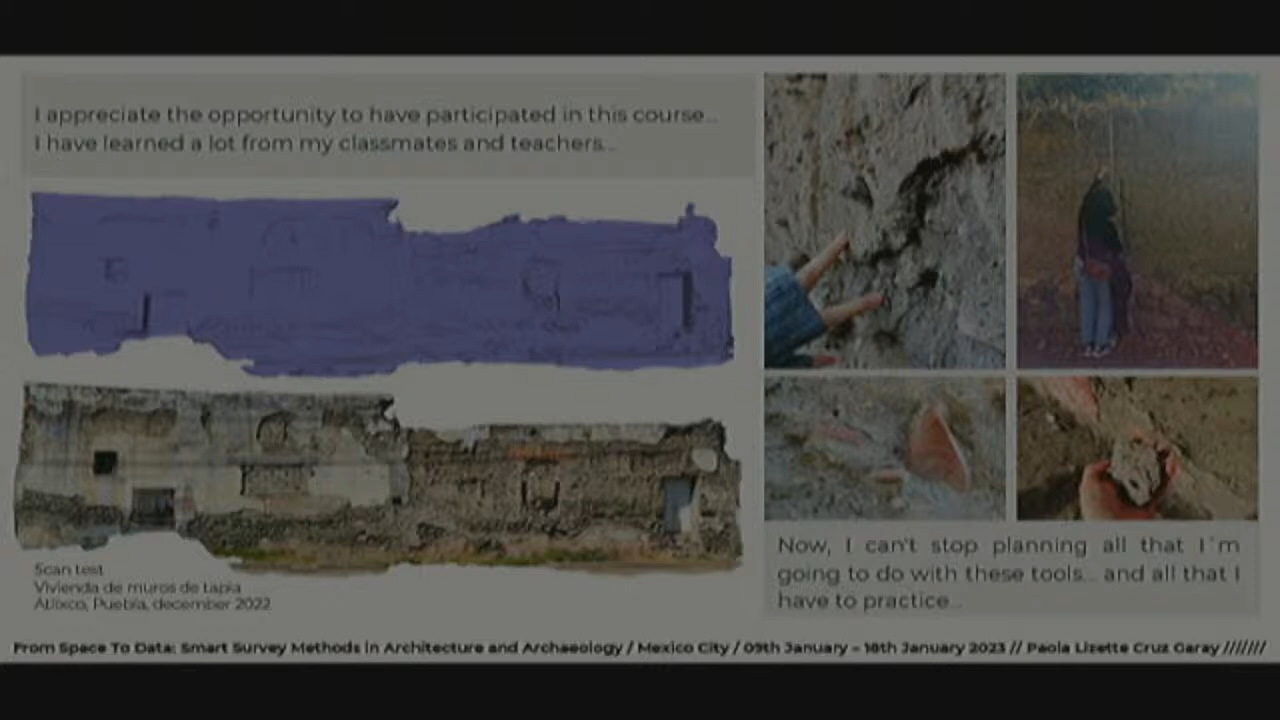 I appreciate the opportunity to have participated in this course...
I have learned a lot from my classmates and teachers...
Scan test
Vivienda de muros de tapia
Atlixco, Puebla, december 2022
Now, I can't stop planning all that I´m
going to do with these tools... and all that I
have to practice...
From Space To Data: Smart Survey Methods in Architecture and Archaeology / Mexico City / 09th January - 18th January 2023 // Paola Lizette Cruz Garay ///////